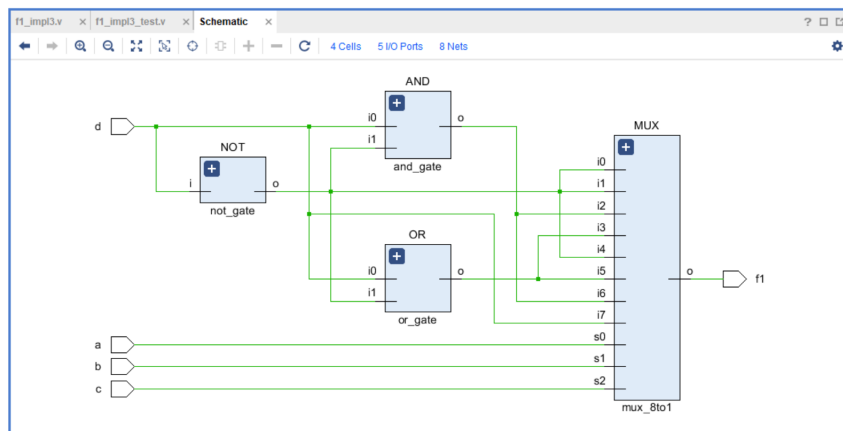 f1_impl3.v × f1_impl3_test.v × Schematic ×
4 Cells 5 I/O Ports 8 Nets
AND
d
i0
o
i1
and_gate
NOT
i
o
not_gate
OR
i0
o
i1
or_gate
MUX
i0
i1
i2
i3
i4
i5
i6
i7
s0
s1
s2
o
mux_8to1
f1
a
b
c